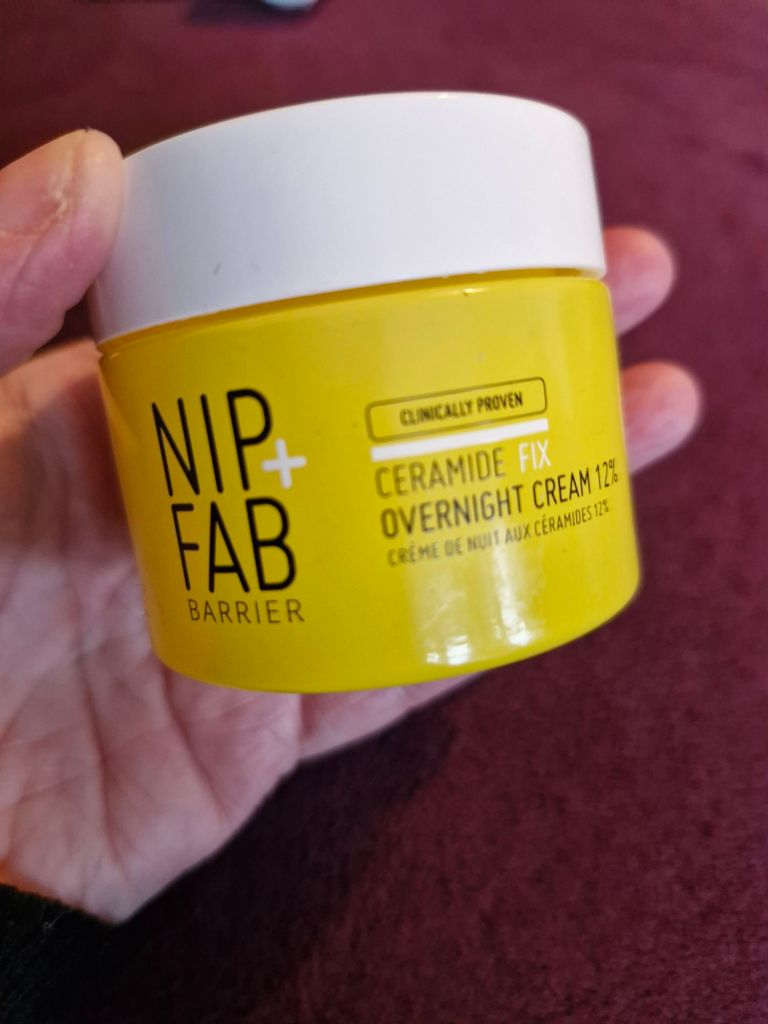 NIP+
FAB
BARRIER
CLINICALLY PROVEN
CERAMIDE FIX
OVERNIGHT CREAM 12%
CRÈME DE NUIT AUX CÉRAMIDES 12%